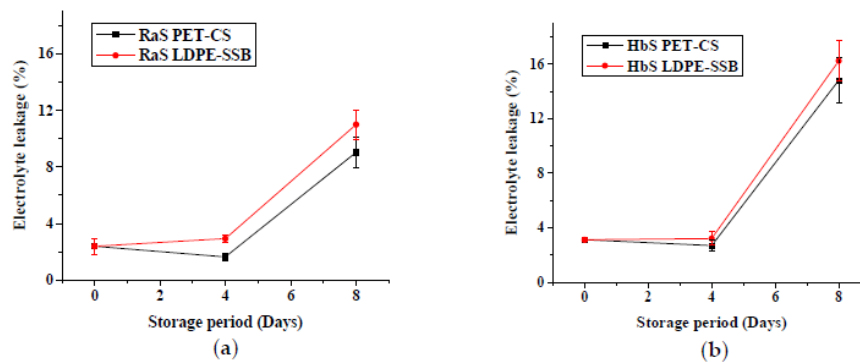 RaS PET-CS
RaS LDPE-SSB
Electrolyte leakage (%)
16
12
8
4
0
0 2 4 6 8
Storage period (Days)
(a)
HbS PET-CS
HbS LDPE-SSB
Electrolyte leakage (%)
16
12
8
4
0
0 2 4 6 8
Storage period (Days)
(b)